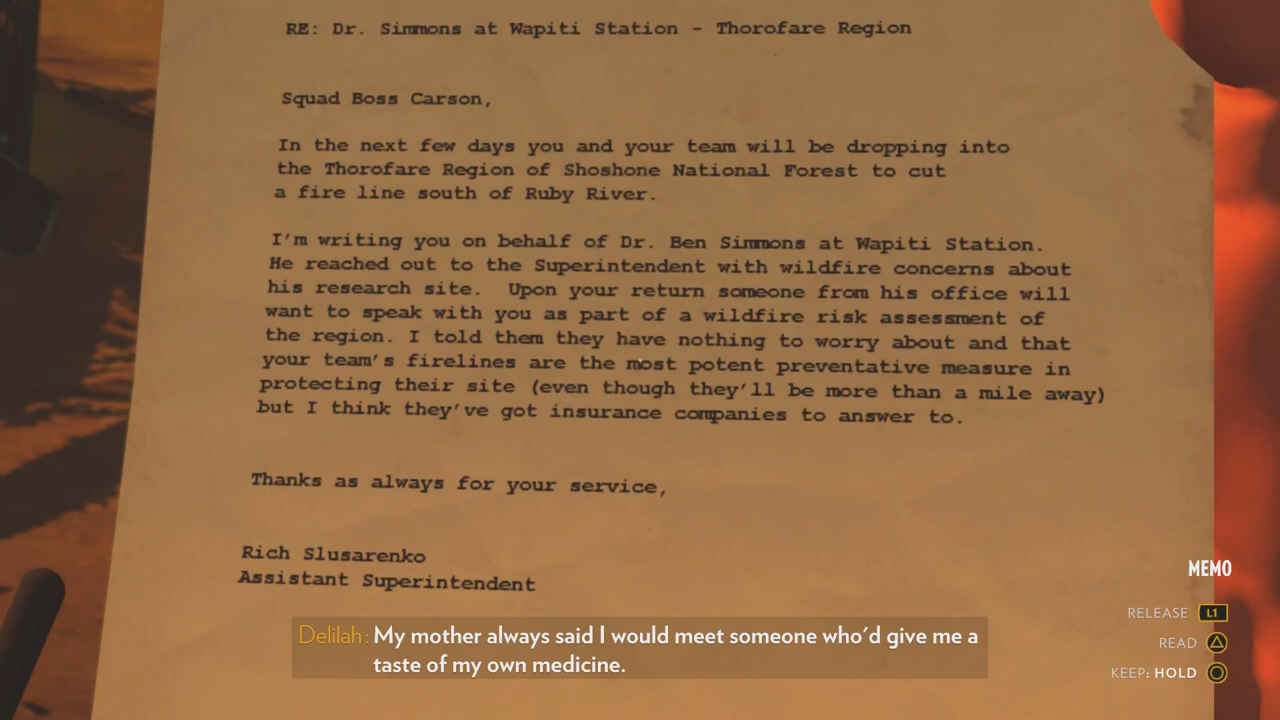 RE: Dr. Simmons at Wapiti Station - Thorofare Region
Squad Boss Carson,
In the next few days you and your team will be dropping into
the Thorofare Region of Shoshone National Forest to cut
a fire line south of Ruby River.
I'm writing you on behalf of Dr. Ben Simmons at Wapiti Station.
He reached out to the Superintendent with wildfire concerns about
his research site.  Upon your return someone from his office will
want to speak with you as part of a wildfire risk assessment of
the region. I told them they have nothing to worry about and that
your team's firelines are the most potent preventative measure in
protecting their site (even though they'll be more than a mile away)
but I think they've got insurance companies to answer to.
Thanks as always for your service,
Rich Slusarenko
Assistant Superintendent
MEMO
RELEASE L1
READ
KEEP: HOLD
Delilah: My mother always said I would meet someone who'd give me a
taste of my own medicine.